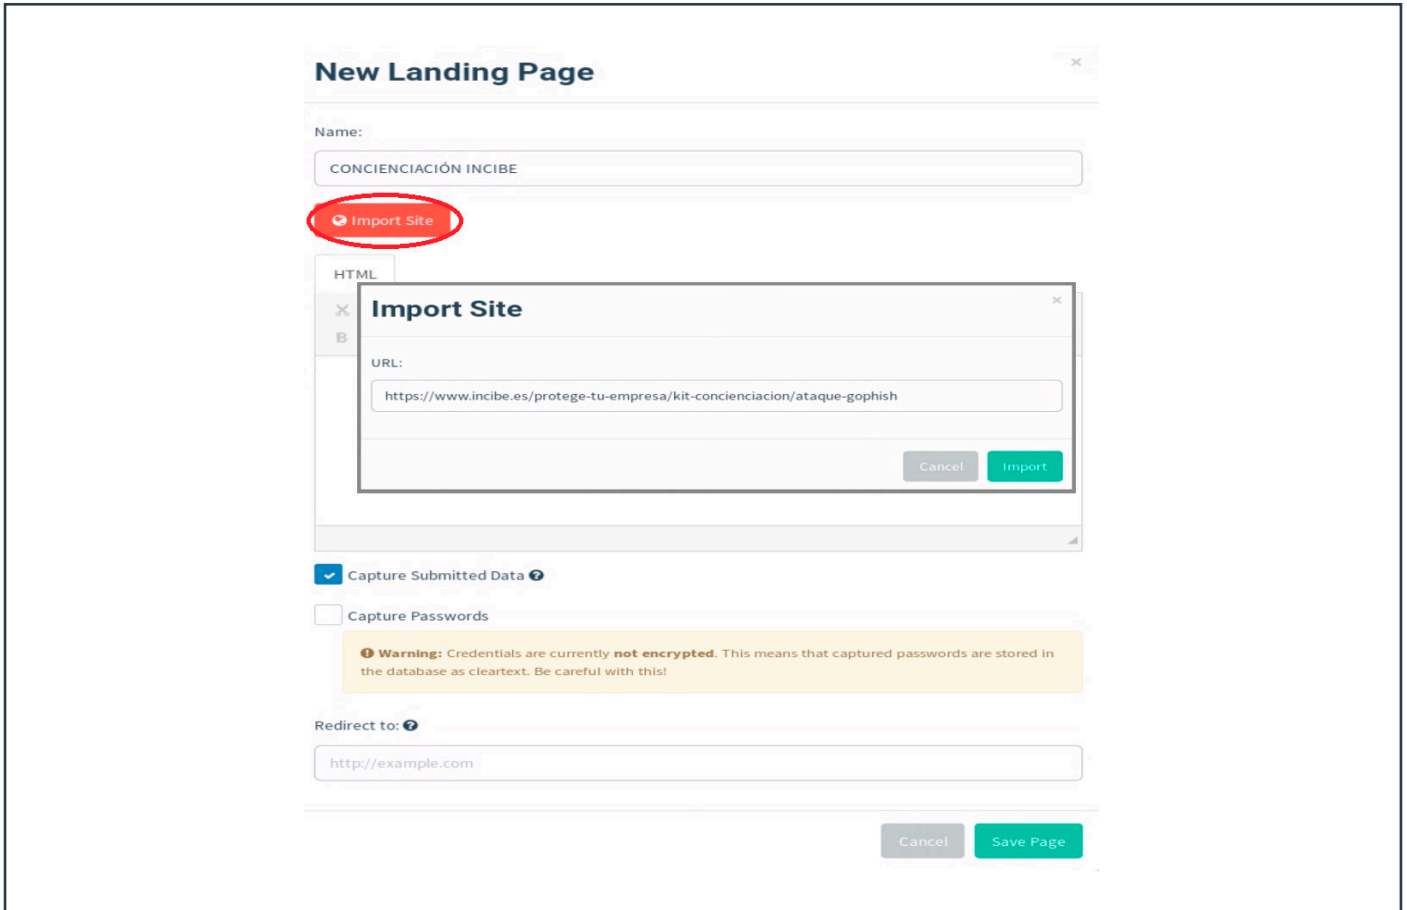 New Landing Page
×
Name:
CONCIENCIACIÓN INCIBE
Import Site
HTML
Import Site
×
B
URL:
https://www.incibe.es/protege-tu-empresa/kit-concienciacion/ataque-gophish
Cancel
Import
Capture Submitted Data
Capture Passwords
Warning: Credentials are currently not encrypted. This means that captured passwords are stored in
the database as cleartext. Be careful with this!
Redirect to:
http://example.com
Cancel
Save Page